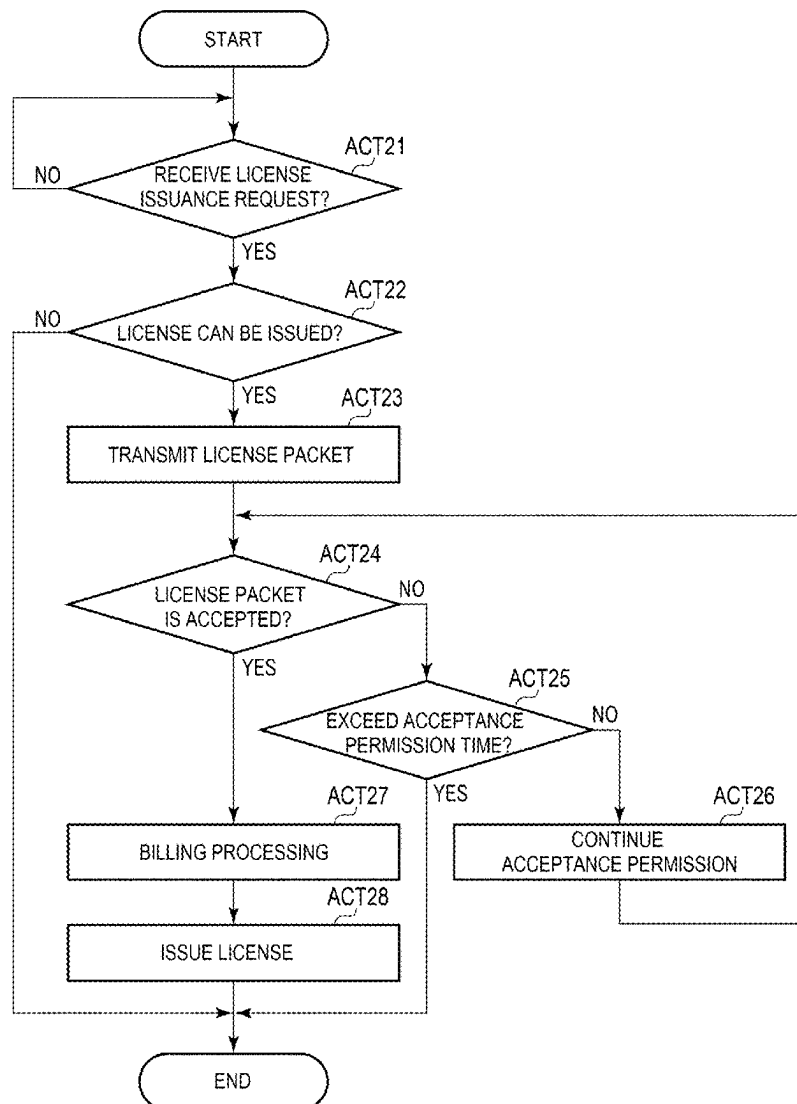 START
ACT21
NO
RECEIVE LICENSE
ISSUANCE REQUEST?
YES
ACT22
NO
LICENSE CAN BE ISSUED?
YES
ACT23
TRANSMIT LICENSE PACKET
ACT24
NO
LICENSE PACKET
IS ACCEPTED?
YES
ACT25
NO
EXCEED ACCEPTANCE
PERMISSION TIME?
YES
ACT27
ACT26
BILLING PROCESSING
CONTINUE
ACCEPTANCE PERMISSION
ACT28
ISSUE LICENSE
END